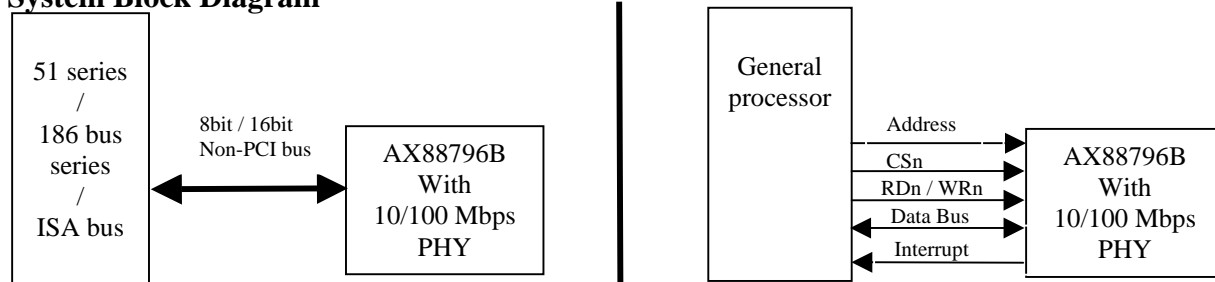 System Block Diagram
51 series
/
186 bus
series
/
ISA bus
8bit / 16bit
Non-PCI bus
AX88796B
With
10/100 Mbps
PHY
General
processor
Address
CSn
RDn / WRn
Data Bus
Interrupt
AX88796B
With
10/100 Mbps
PHY